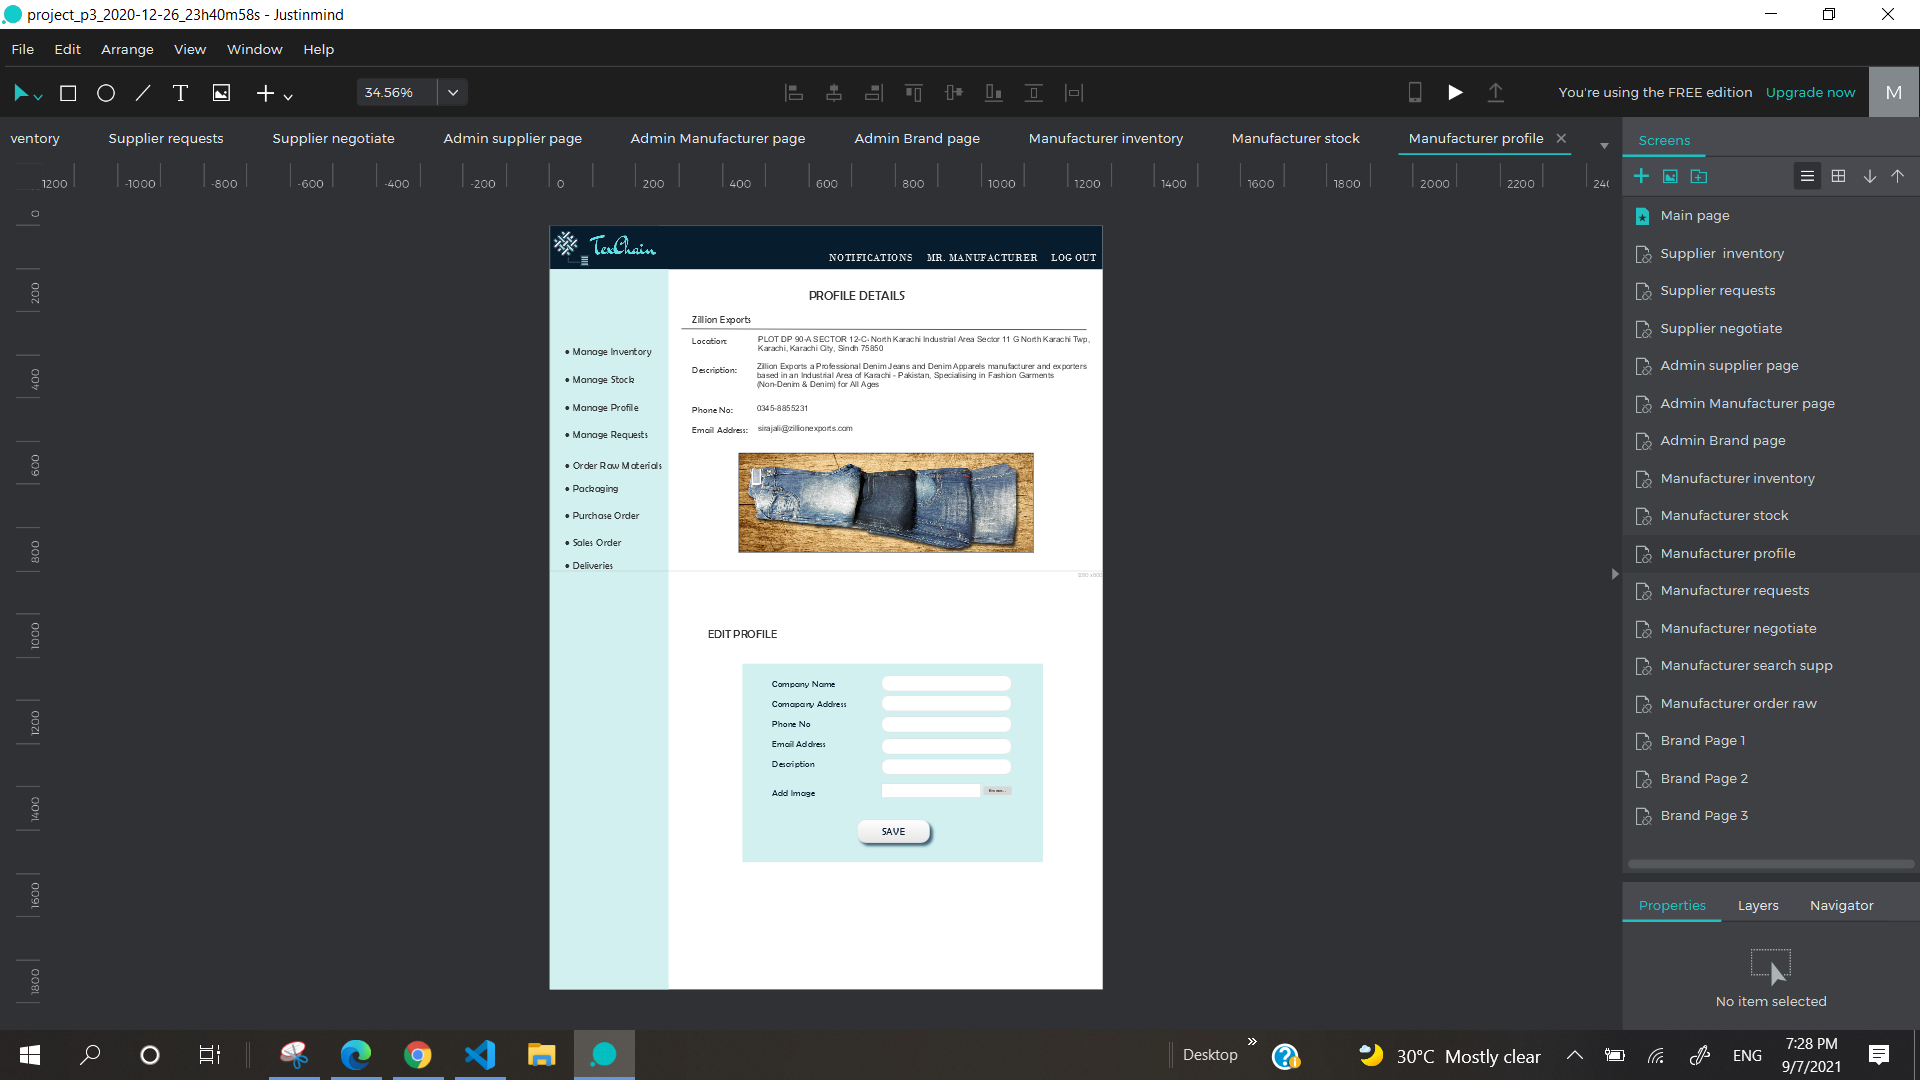 project_p3_2020-12-26_23h40m58s - Justinmind
File Edit Arrange View Window Help
34.56%
You're using the FREE edition Upgrade now M
ventory Supplier requests Supplier negotiate Admin supplier page Admin Manufacturer page Admin Brand page Manufacturer inventory Manufacturer stock Manufacturer profile
1200 -1000 -800 -600 -400 -200 0 200 400 600 800 1000 1200 1400 1600 1800 2000 2200
0
200
400
600
800
1000
1200
1400
1600
1800
TexChain
NOTIFICATIONS MR. MANUFACTURER LOG OUT
• Manage Inventory
• Manage Stock
• Manage Profile
• Manage Requests
• Order Raw Materials
• Packaging
• Purchase Order
• Sales Order
• Deliveries
PROFILE DETAILS
Zillion Exports
Location: PLOT DP 90-A SECTOR 12-C- North Karachi Industrial Area Sector 11 G North Karachi Twp,
Karachi, Karachi City, Sindh 75850
Description: Zillion Exports a Professional Denim Jeans and Denim Apparels manufacturer and exporters
based in an Industrial Area of Karachi - Pakistan, Specialising in Fashion Garments
(Non-Denim & Denim) for All Ages
Phone No: 0345-8855231
Email Address: sirajali@zillionexports.com
EDIT PROFILE
Company Name
Comapany Address
Phone No
Email Address
Description
Add Image
SAVE
Screens
Main page
Supplier inventory
Supplier requests
Supplier negotiate
Admin supplier page
Admin Manufacturer page
Admin Brand page
Manufacturer inventory
Manufacturer stock
Manufacturer profile
Manufacturer requests
Manufacturer negotiate
Manufacturer search supp
Manufacturer order raw
Brand Page 1
Brand Page 2
Brand Page 3
Properties Layers Navigator
No item selected
Desktop
30°C Mostly clear
ENG
7:28 PM
9/7/2021